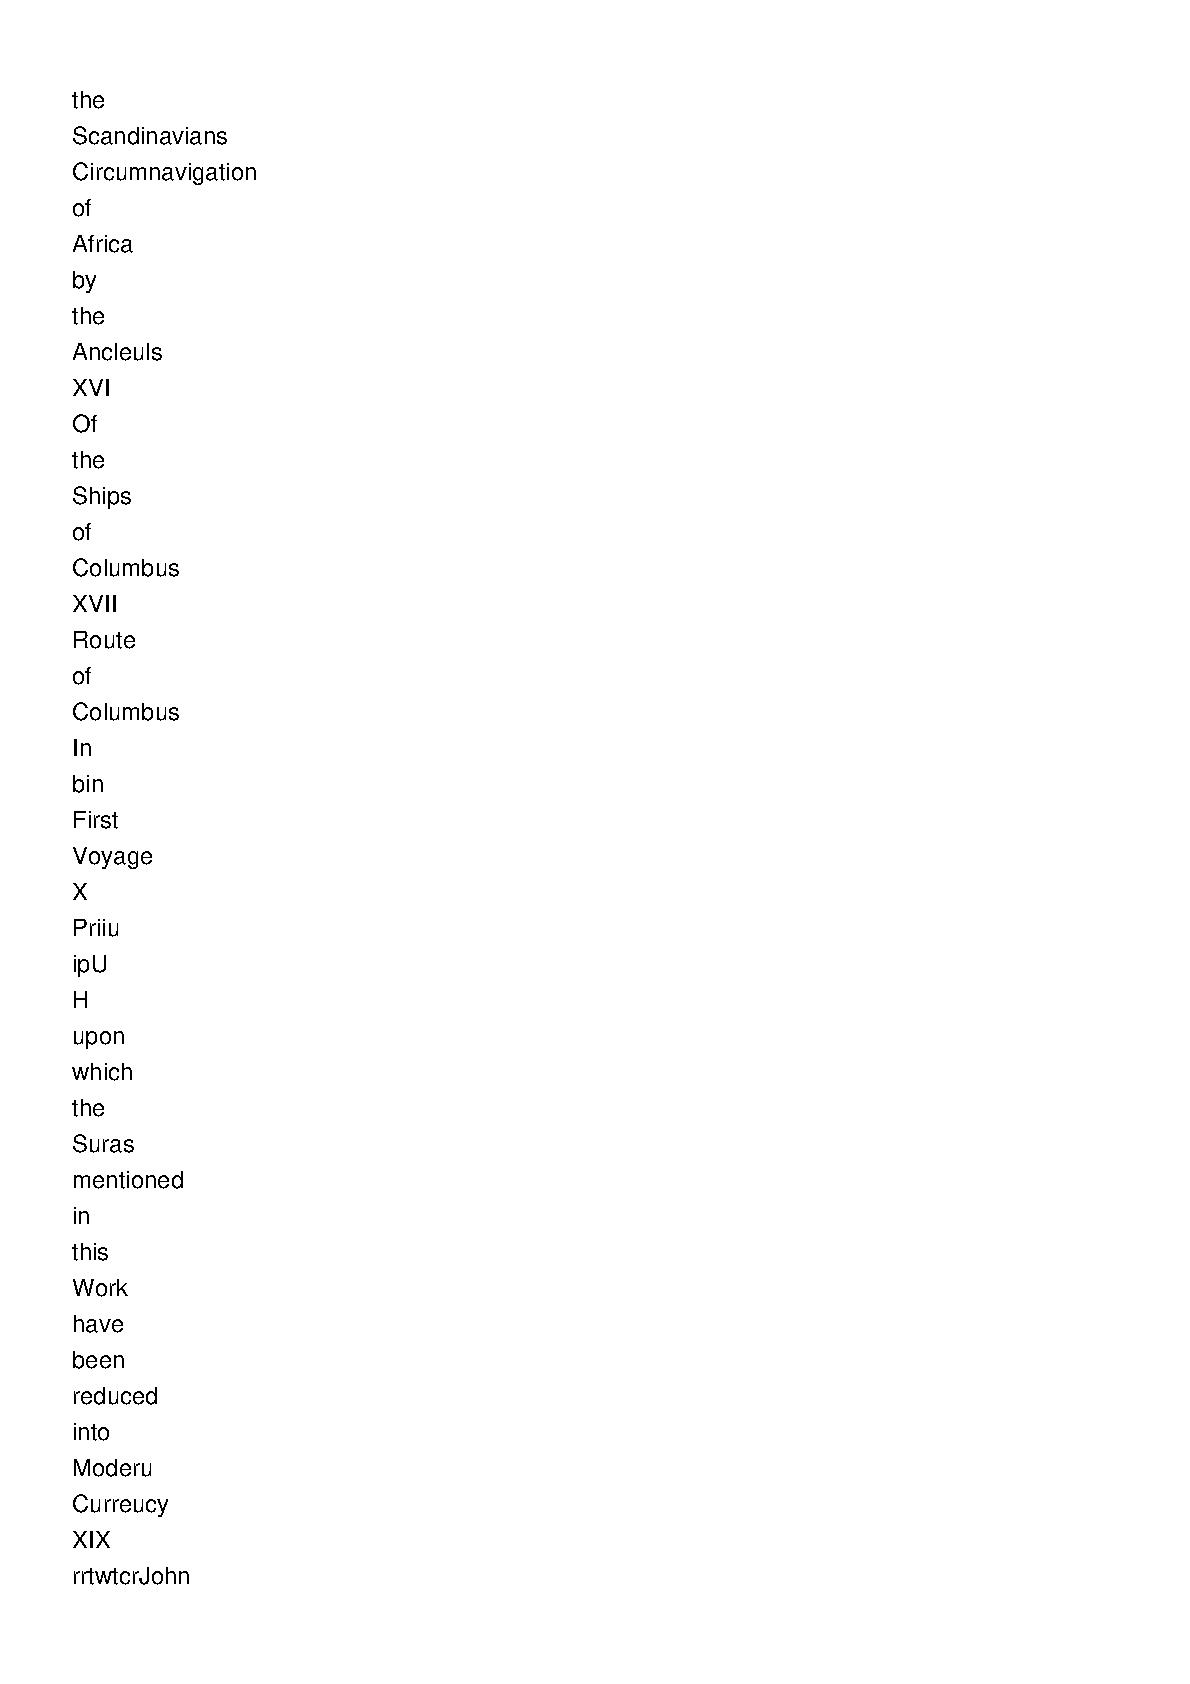 the
Scandinavians
Circumnavigation
of
Africa
by
the
Ancleuls
XVI
Of
the
Ships
of
Columbus
XVII
Route
of
Columbus
In
bin
First
Voyage
X
Priiu
ipU
H
upon
which
the
Suras
mentioned
in
this
Work
have
been
reduced
into
Moderu
Curreucy
XIX
rrtwtcrJohn